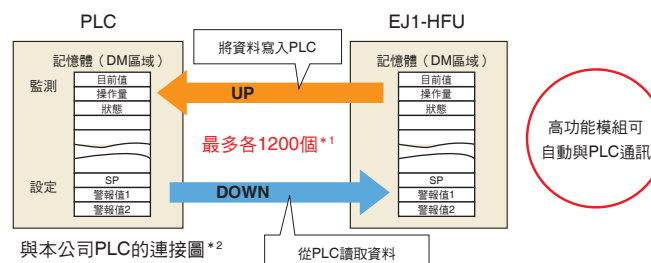 PLC
EJ1-HFU
將資料寫入PLC
記憶體（DM區域）
監測
目前值
操作量
狀態
設定
SP
警報值1
警報值2
UP
最多各1200個*1
DOWN
記憶體（DM區域）
目前值
操作量
狀態
SP
警報值1
警報值2
高功能模組可
自動與PLC通訊
與本公司PLC的連接圖*2
從PLC讀取資料